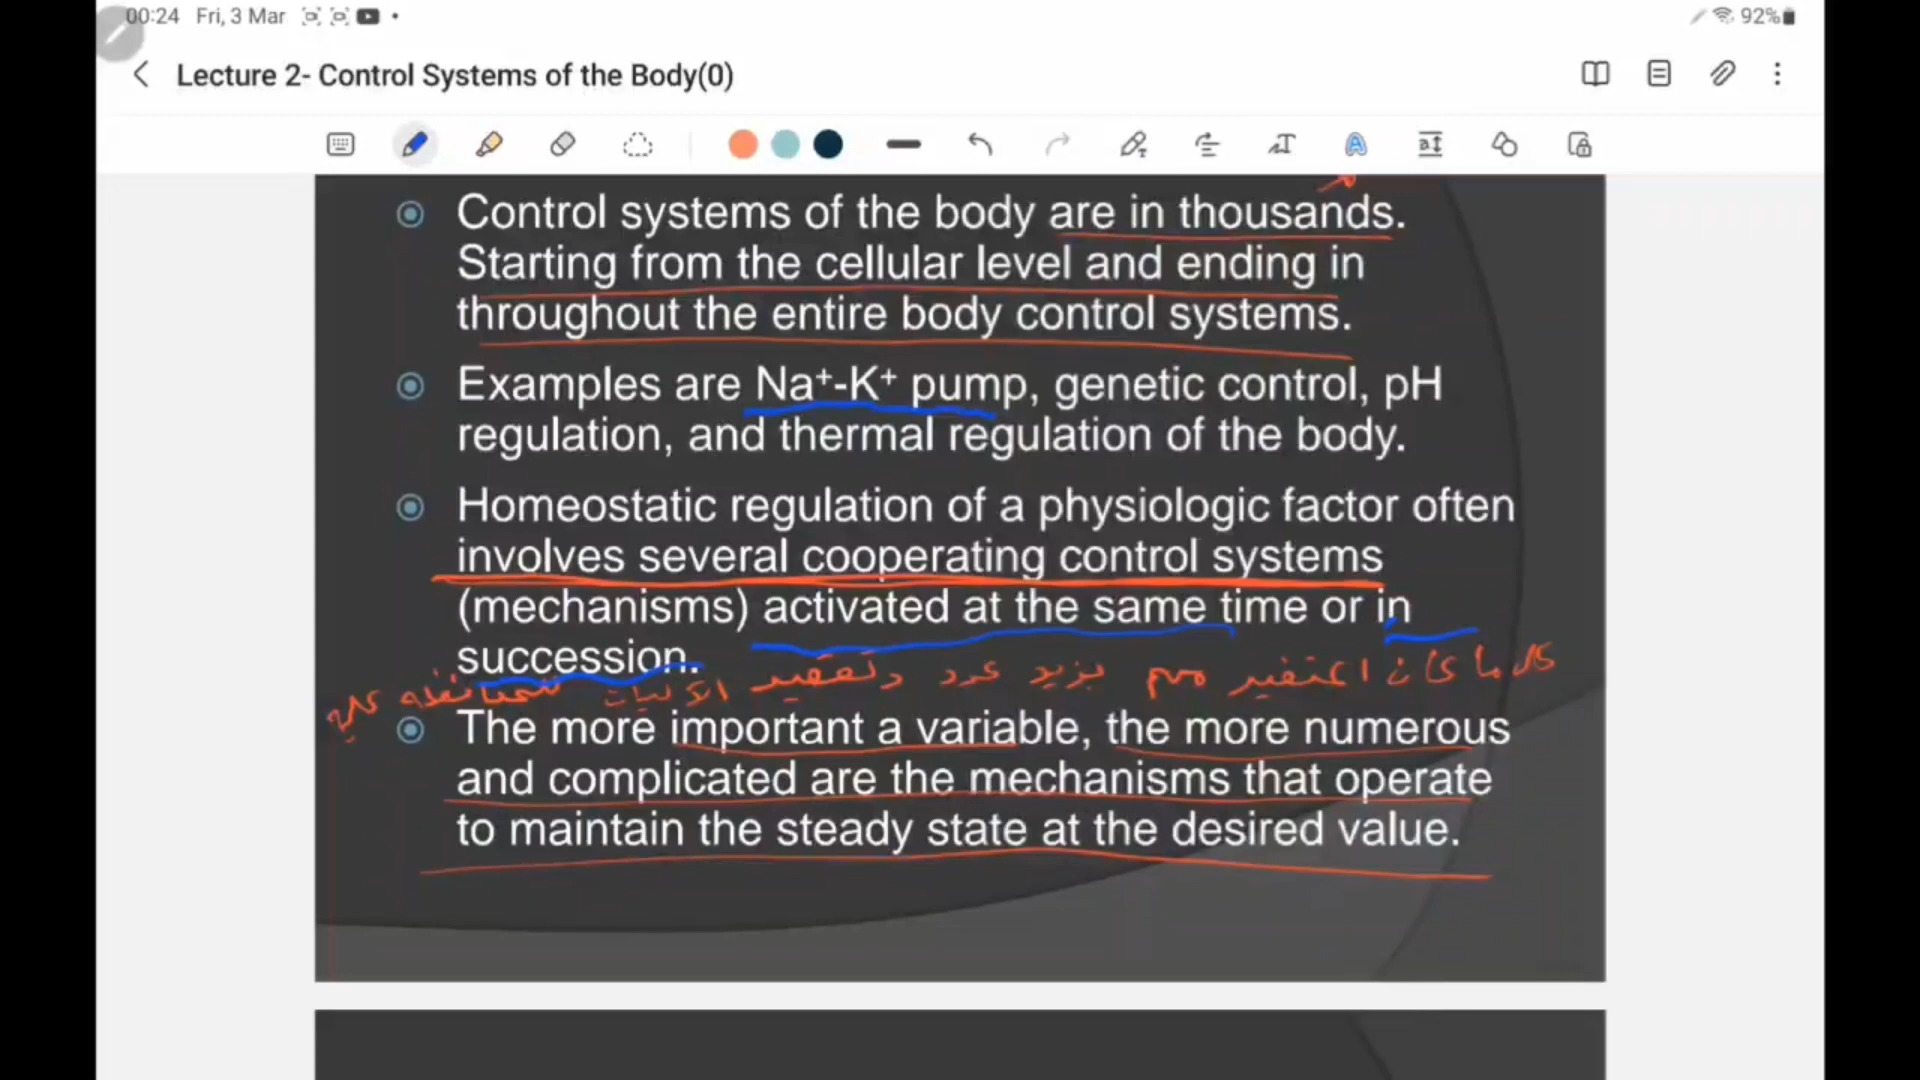 00:24 Fri, 3 Mar 92%
Lecture 2- Control Systems of the Body(0)
Control systems of the body are in thousands.
Starting from the cellular level and ending in
throughout the entire body control systems.
Examples are Na⁺-K⁺ pump, genetic control, pH
regulation, and thermal regulation of the body.
Homeostatic regulation of a physiologic factor often
involves several cooperating control systems
(mechanisms) activated at the same time or in
succession.
كل ما كان المتغير مهم يزيد عدد وتعقيد الآليات للمحافظة عليه
The more important a variable, the more numerous
and complicated are the mechanisms that operate
to maintain the steady state at the desired value.